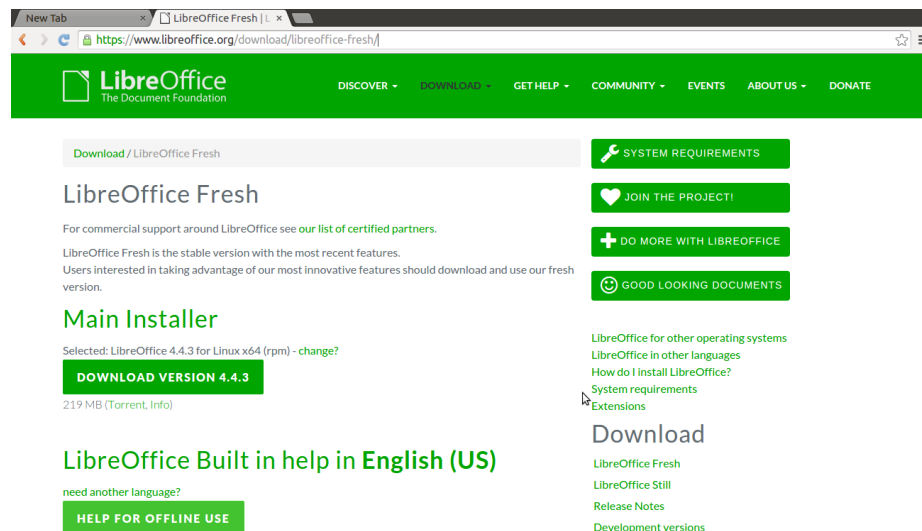 New Tab
LibreOffice Fresh | L
https://www.libreoffice.org/download/libreoffice-fresh/
LibreOffice
The Document Foundation
DISCOVER
DOWNLOAD
GET HELP
COMMUNITY
EVENTS
ABOUT US
DONATE
Download / LibreOffice Fresh
LibreOffice Fresh
For commercial support around LibreOffice see our list of certified partners.
LibreOffice Fresh is the stable version with the most recent features.
Users interested in taking advantage of our most innovative features should download and use our fresh
version.
Main Installer
Selected: LibreOffice 4.4.3 for Linux x64 (rpm) - change?
DOWNLOAD VERSION 4.4.3
219 MB (Torrent, Info)
LibreOffice Built in help in English (US)
need another language?
HELP FOR OFFLINE USE
SYSTEM REQUIREMENTS
JOIN THE PROJECT!
DO MORE WITH LIBREOFFICE
GOOD LOOKING DOCUMENTS
LibreOffice for other operating systems
LibreOffice in other languages
How do I install LibreOffice?
System requirements
Extensions
Download
LibreOffice Fresh
LibreOffice Still
Release Notes
Development versions